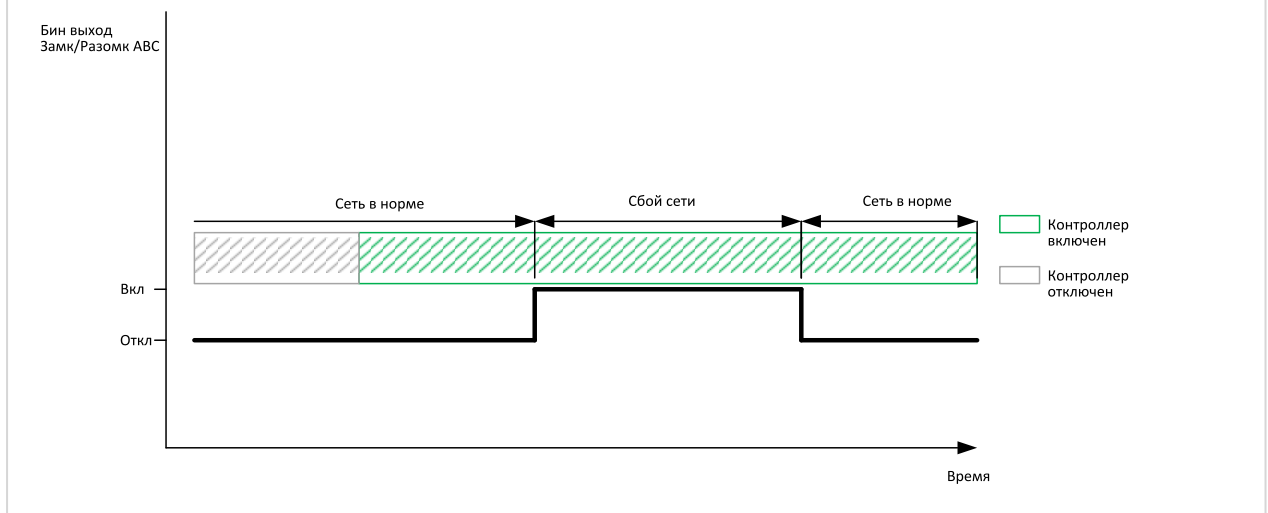 Бин выход
Замк/Разомк АВС
Сеть в норме
Сбой сети
Сеть в норме
Контроллер
включен
Контроллер
отключен
Вкл
Откл
Время